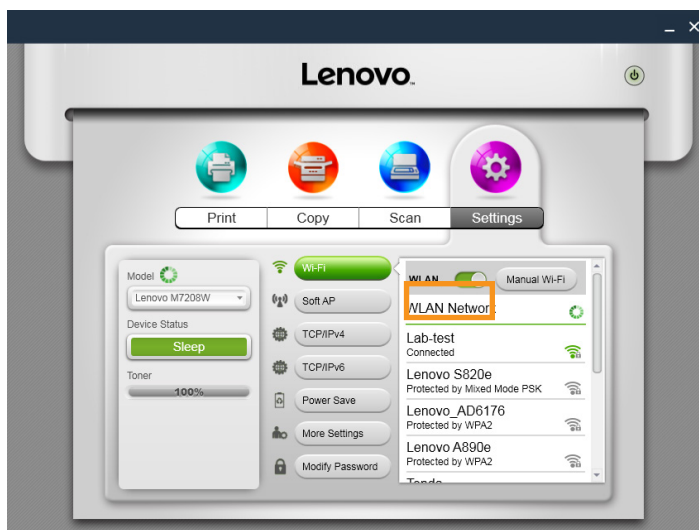 Lenovo
Print
Copy
Scan
Settings
Model
Lenovo M7208W
Device Status
Sleep
Toner
100%
Wi-Fi
Soft AP
TCP/IPv4
TCP/IPv6
Power Save
More Settings
Modify Password
WLAN
Manual Wi-Fi
WLAN Network
Lab-test
Connected
Lenovo S820e
Protected by Mixed Mode PSK
Lenovo_AD6176
Protected by WPA2
Lenovo A890e
Protected by WPA2